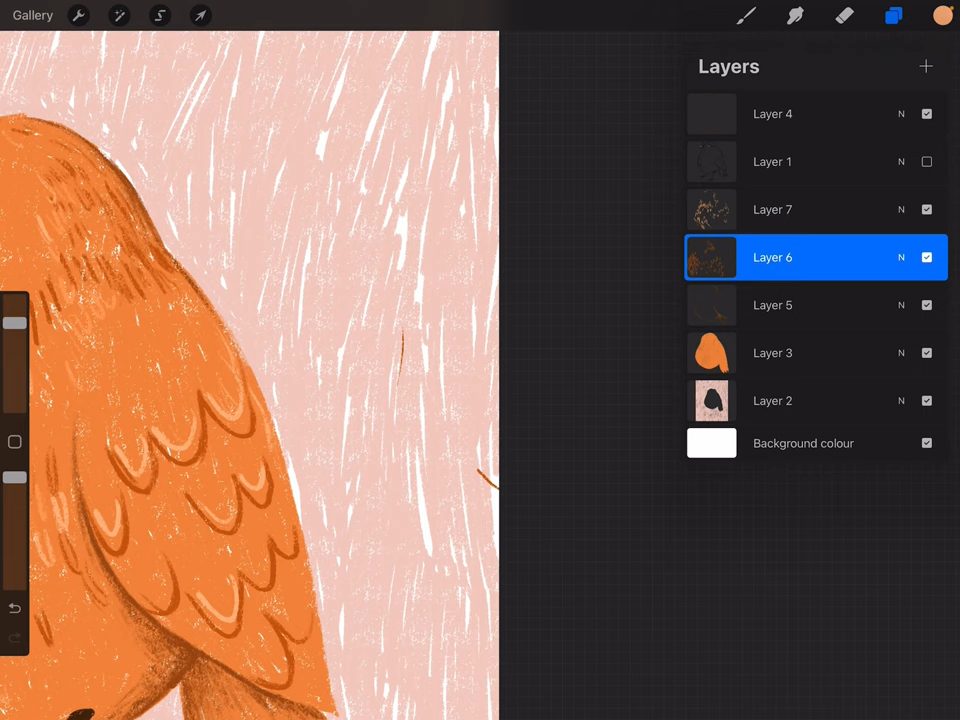 Gallery
Layers
Layer 4 N
Layer 1 N
Layer 7 N
Layer 6 N
Layer 5 N
Layer 3 N
Layer 2 N
Background colour